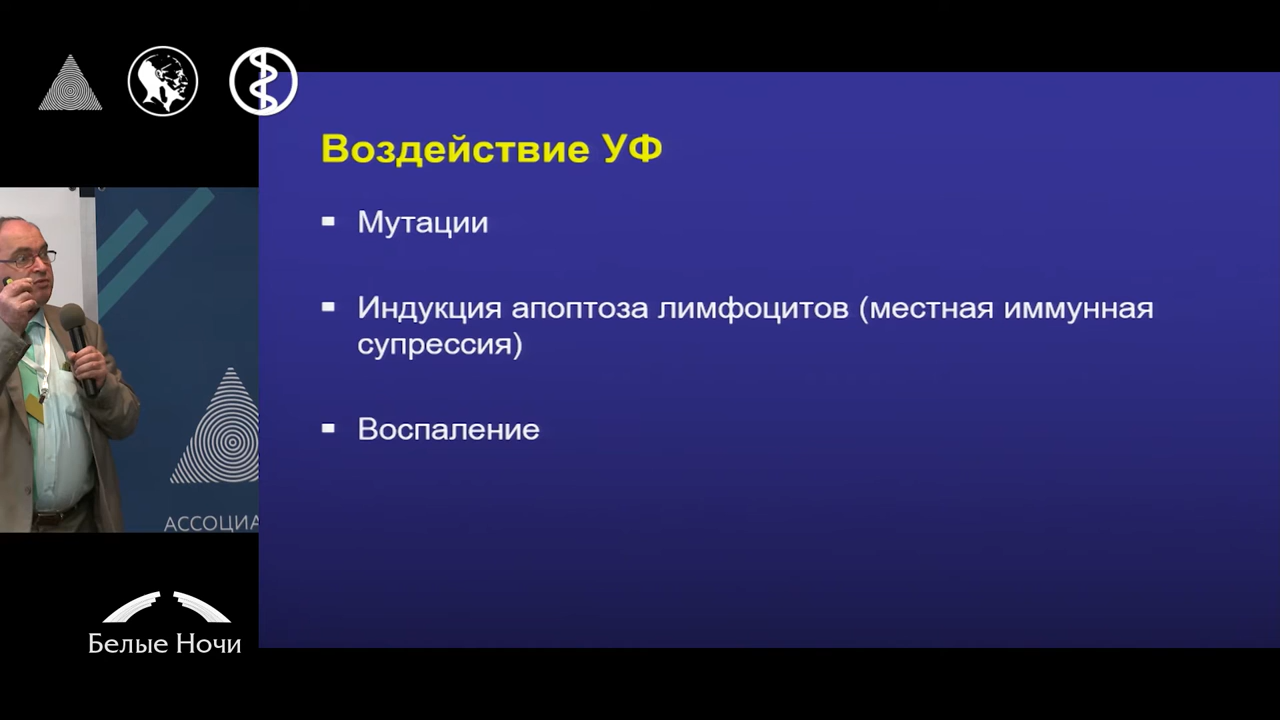 Воздействие УФ
Мутации
Индукция апоптоза лимфоцитов (местная иммунная
супрессия)
Воспаление
АССОЦИА
Белые Ночи